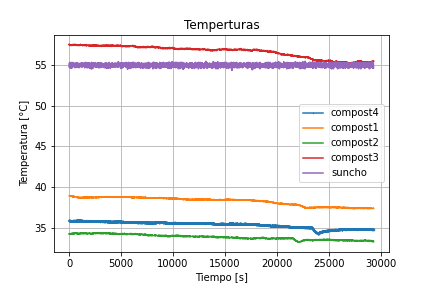 Temperturas
Temperatura [°C]
55
50
45
40
35
compost4
compost1
compost2
compost3
suncho
0
5000
10000
15000
20000
25000
30000
Tiempo [s]